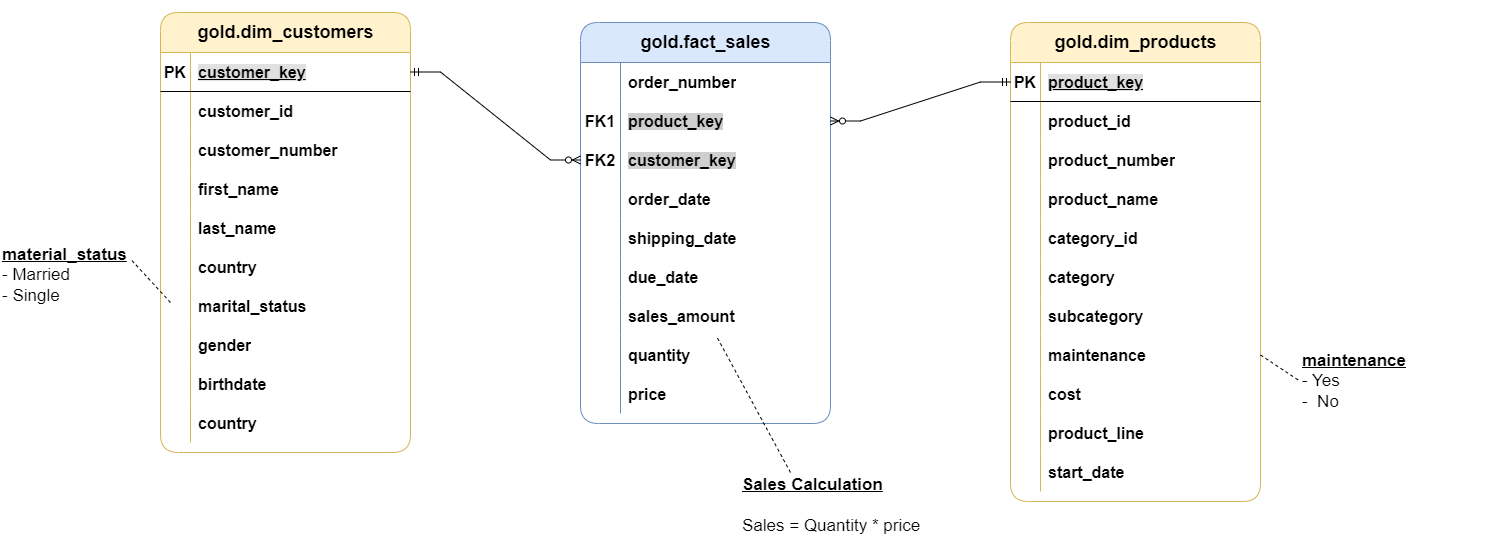 gold.dim_customers
PK customer_key
customer_id
customer_number
first_name
last_name
country
marital_status
gender
birthdate
country
material_status
- Married
- Single
gold.fact_sales
order_number
FK1 product_key
FK2 customer_key
order_date
shipping_date
due_date
sales_amount
quantity
price
Sales Calculation
Sales = Quantity * price
gold.dim_products
PK product_key
product_id
product_number
product_name
category_id
category
subcategory
maintenance
cost
product_line
start_date
maintenance
- Yes
- No